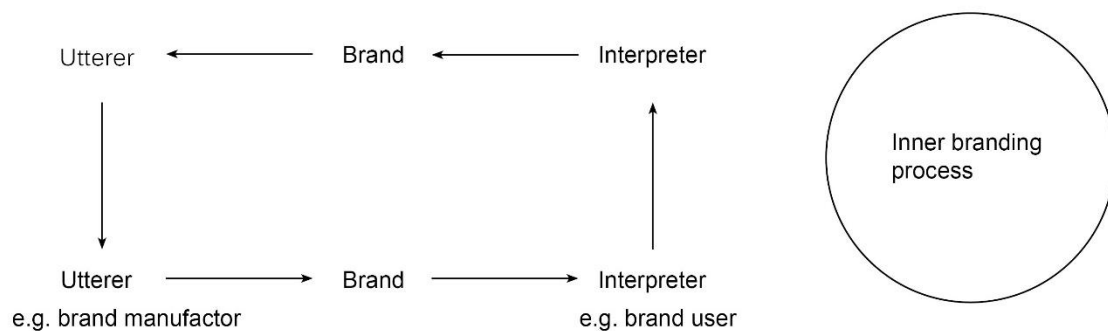 Utterer Brand Interpreter
Inner branding
process
Utterer Brand Interpreter
e.g. brand manufactor e.g. brand user